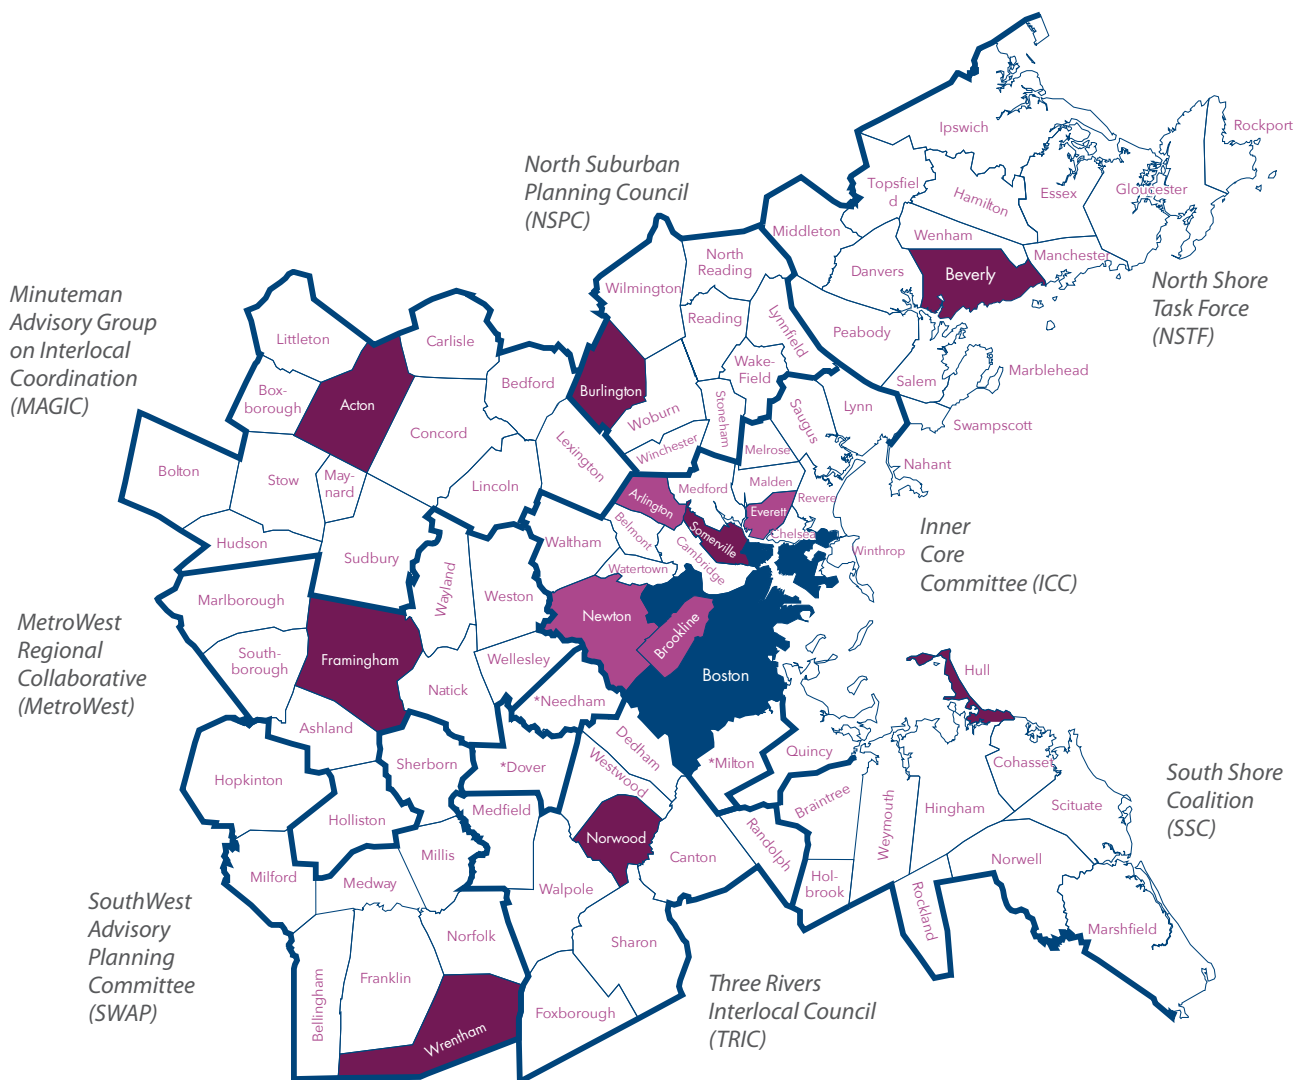 Ipswich
Rockport
North Suburban
Planning Council
(NSPC)
Topsfiel
d
Hamilton
Essex
Gloucester
Middleton
Wenham
Manchester
North
Reading
Danvers
Beverly
North Shore
Task Force
(NSTF)
Minuteman
Advisory Group
on Interlocal
Coordination
(MAGIC)
Wilmington
Reading
Lynnfield
Peabody
Littleton
Carlisle
Wake-
Field
Marblehead
Salem
Bedford
Burlington
Box-
borough
Acton
Woburn
Stoneham
Saugus
Lynn
Swampscott
Concord
Lexington
Winchester
Melrose
Nahant
Bolton
Stow
May-
nard
Lincoln
Arlington
Medford
Malden
Revere
Everett
Chelsea
Inner
Core
Committee (ICC)
Hudson
Sudbury
Waltham
Belmont
Somerville
Cambridge
Winthrop
Watertown
Marlborough
Wayland
Weston
Newton
Brookline
MetroWest
Regional
Collaborative
(MetroWest)
South-
borough
Framingham
Wellesley
Boston
Hull
Natick
*Needham
Ashland
Dedham
Quincy
Hopkinton
Sherborn
*Dover
Westwood
*Milton
Cohasset
South Shore
Coalition
(SSC)
Medfield
Braintree
Weymouth
Hingham
Scituate
Holliston
Norwood
Randolph
Millis
Canton
Norwell
Milford
Medway
Walpole
Hol-
brook
Rockland
SouthWest
Advisory
Planning
Committee
(SWAP)
Norfolk
Sharon
Marshfield
Bellingham
Franklin
Three Rivers
Interlocal Council
(TRIC)
Foxborough
Wrentham